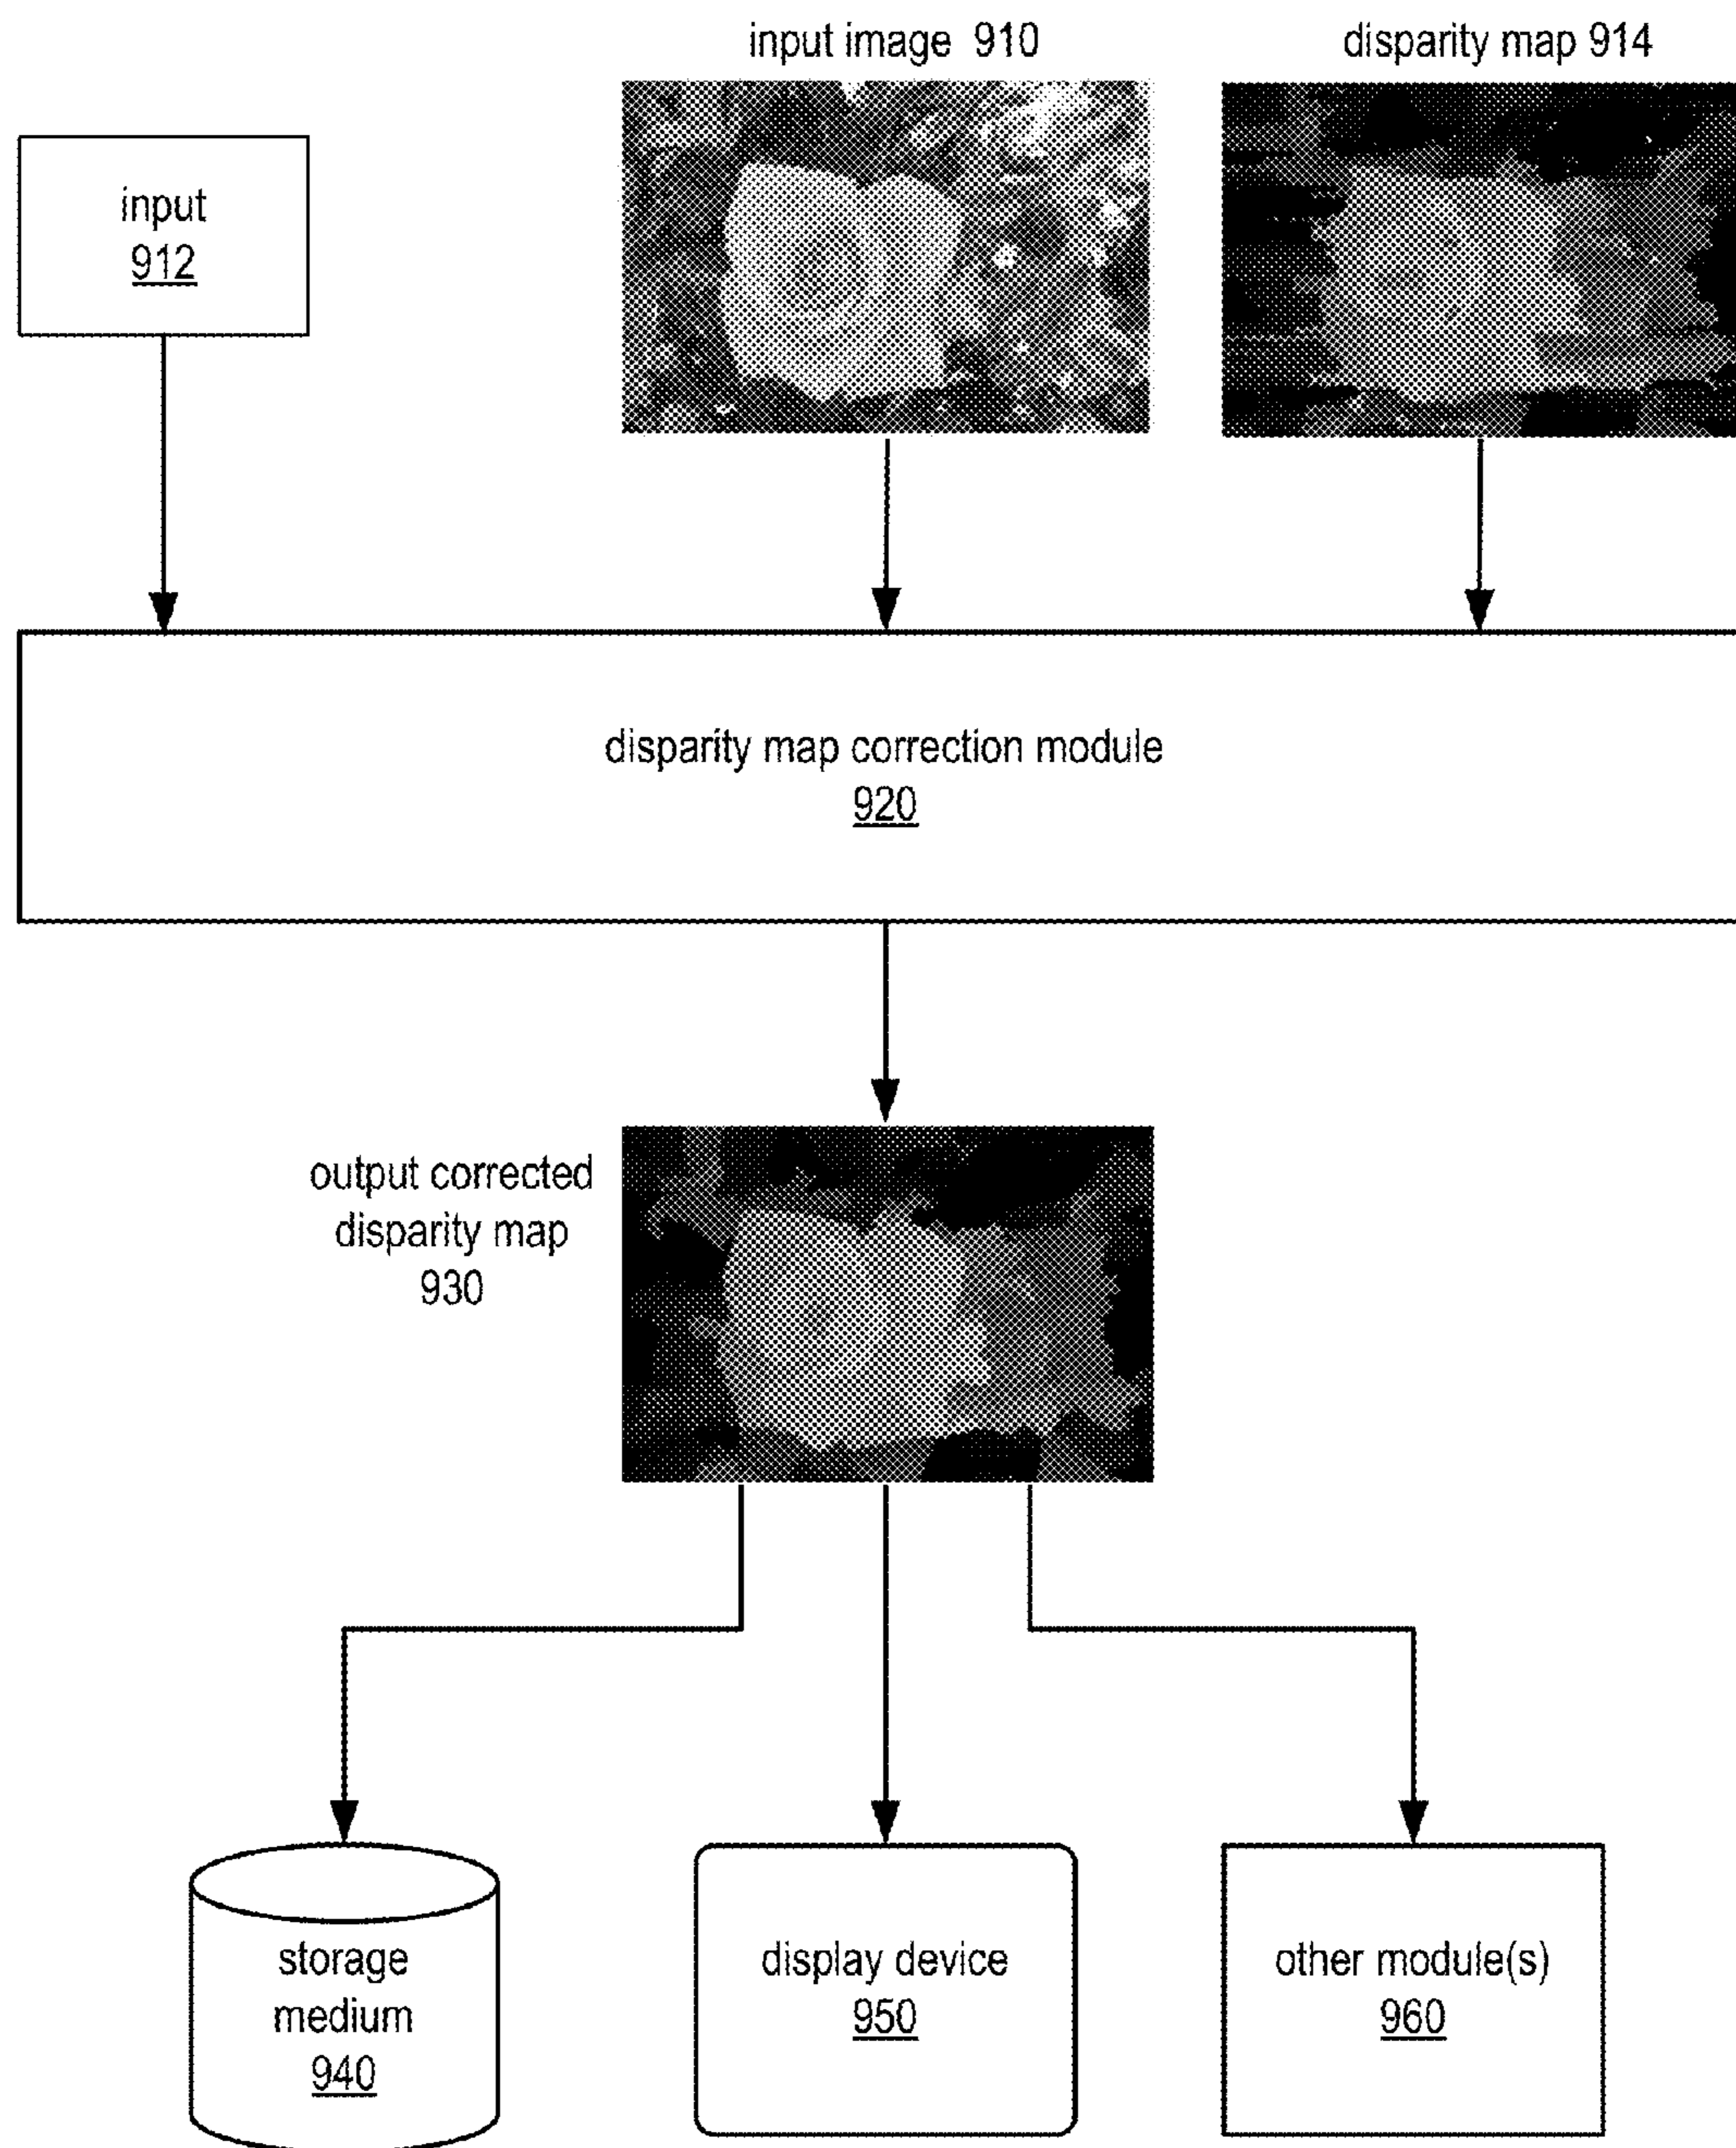 input image 910
disparity map 914
input
912
disparity map correction module
920
output corrected
disparity map
930
storage
medium
940
display device
950
other module(s)
960